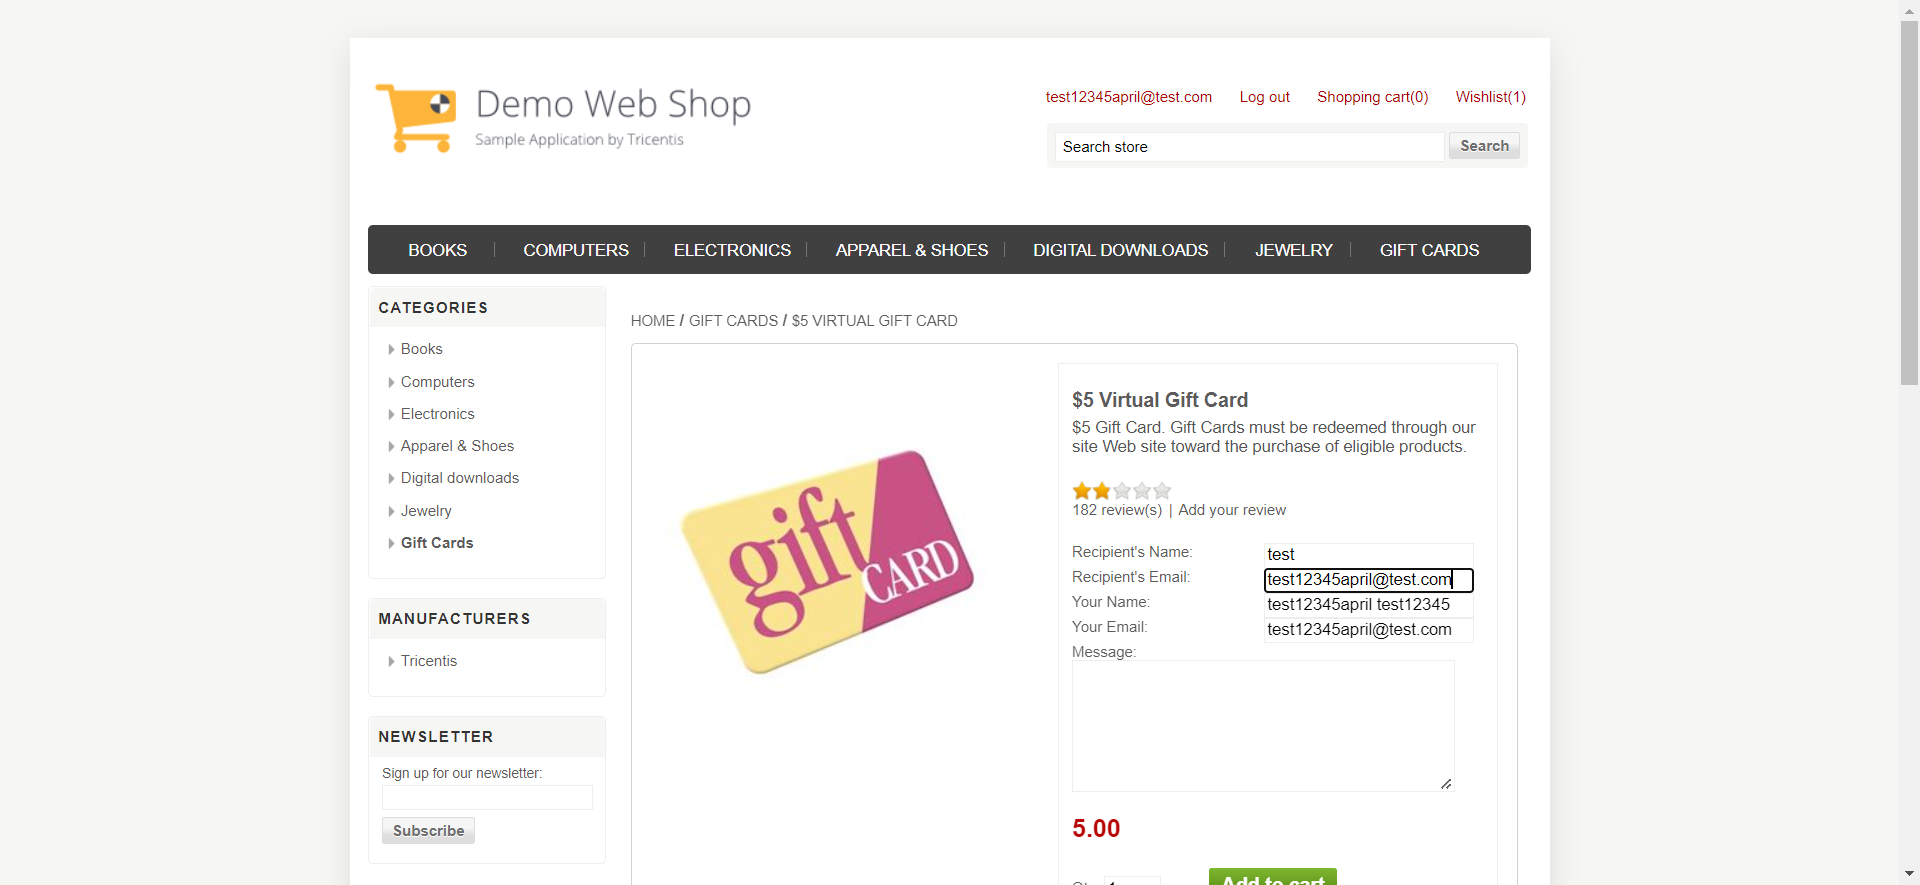 Demo Web Shop
Sample Application by Tricentis
test12345april@test.com Log out Shopping cart(0) Wishlist(1)
Search store Search
BOOKS COMPUTERS ELECTRONICS APPAREL & SHOES DIGITAL DOWNLOADS JEWELRY GIFT CARDS
CATEGORIES
Books
Computers
Electronics
Apparel & Shoes
Digital downloads
Jewelry
Gift Cards
MANUFACTURERS
Tricentis
NEWSLETTER
Sign up for our newsletter:
Subscribe
HOME / GIFT CARDS / $5 VIRTUAL GIFT CARD
gift
CARD
$5 Virtual Gift Card
$5 Gift Card. Gift Cards must be redeemed through our
site Web site toward the purchase of eligible products.
182 review(s) | Add your review
Recipient's Name: test
Recipient's Email: test12345april@test.com
Your Name: test12345april test12345
Your Email: test12345april@test.com
Message:
5.00
Add to cart